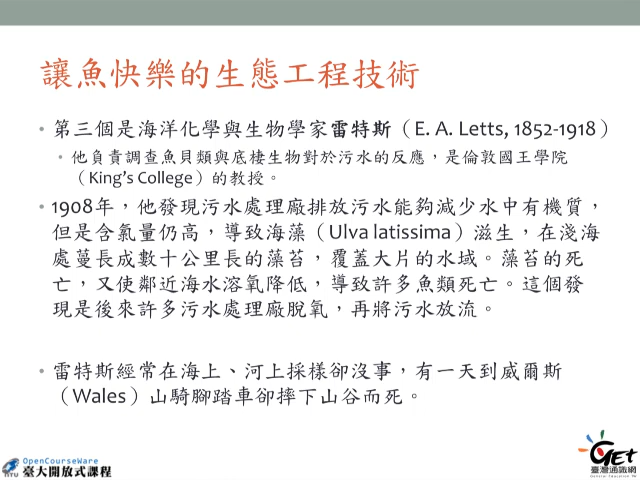 讓魚快樂的生態工程技術
• 第三個是海洋化學與生物學家雷特斯（E. A. Letts, 1852-1918）
• 他負責調查魚貝類與底棲生物對於污水的反應，是倫敦國王學院
（King's College）的教授。
• 1908年，他發現污水處理廠排放污水能夠減少水中有機質，
但是含氮量仍高，導致海藻（Ulva latissima）滋生，在淺海
處蔓長成數十公里長的藻苔，覆蓋大片的水域。藻苔的死
亡，又使鄰近海水溶氧降低，導致許多魚類死亡。這個發
現是後來許多污水處理廠脫氧，再將污水放流。
• 雷特斯經常在海上、河上採樣卻沒事，有一天到威爾斯
（Wales）山騎腳踏車卻摔下山谷而死。
OpenCourseWare
NTU 臺大開放式課程
GET
臺灣通識網